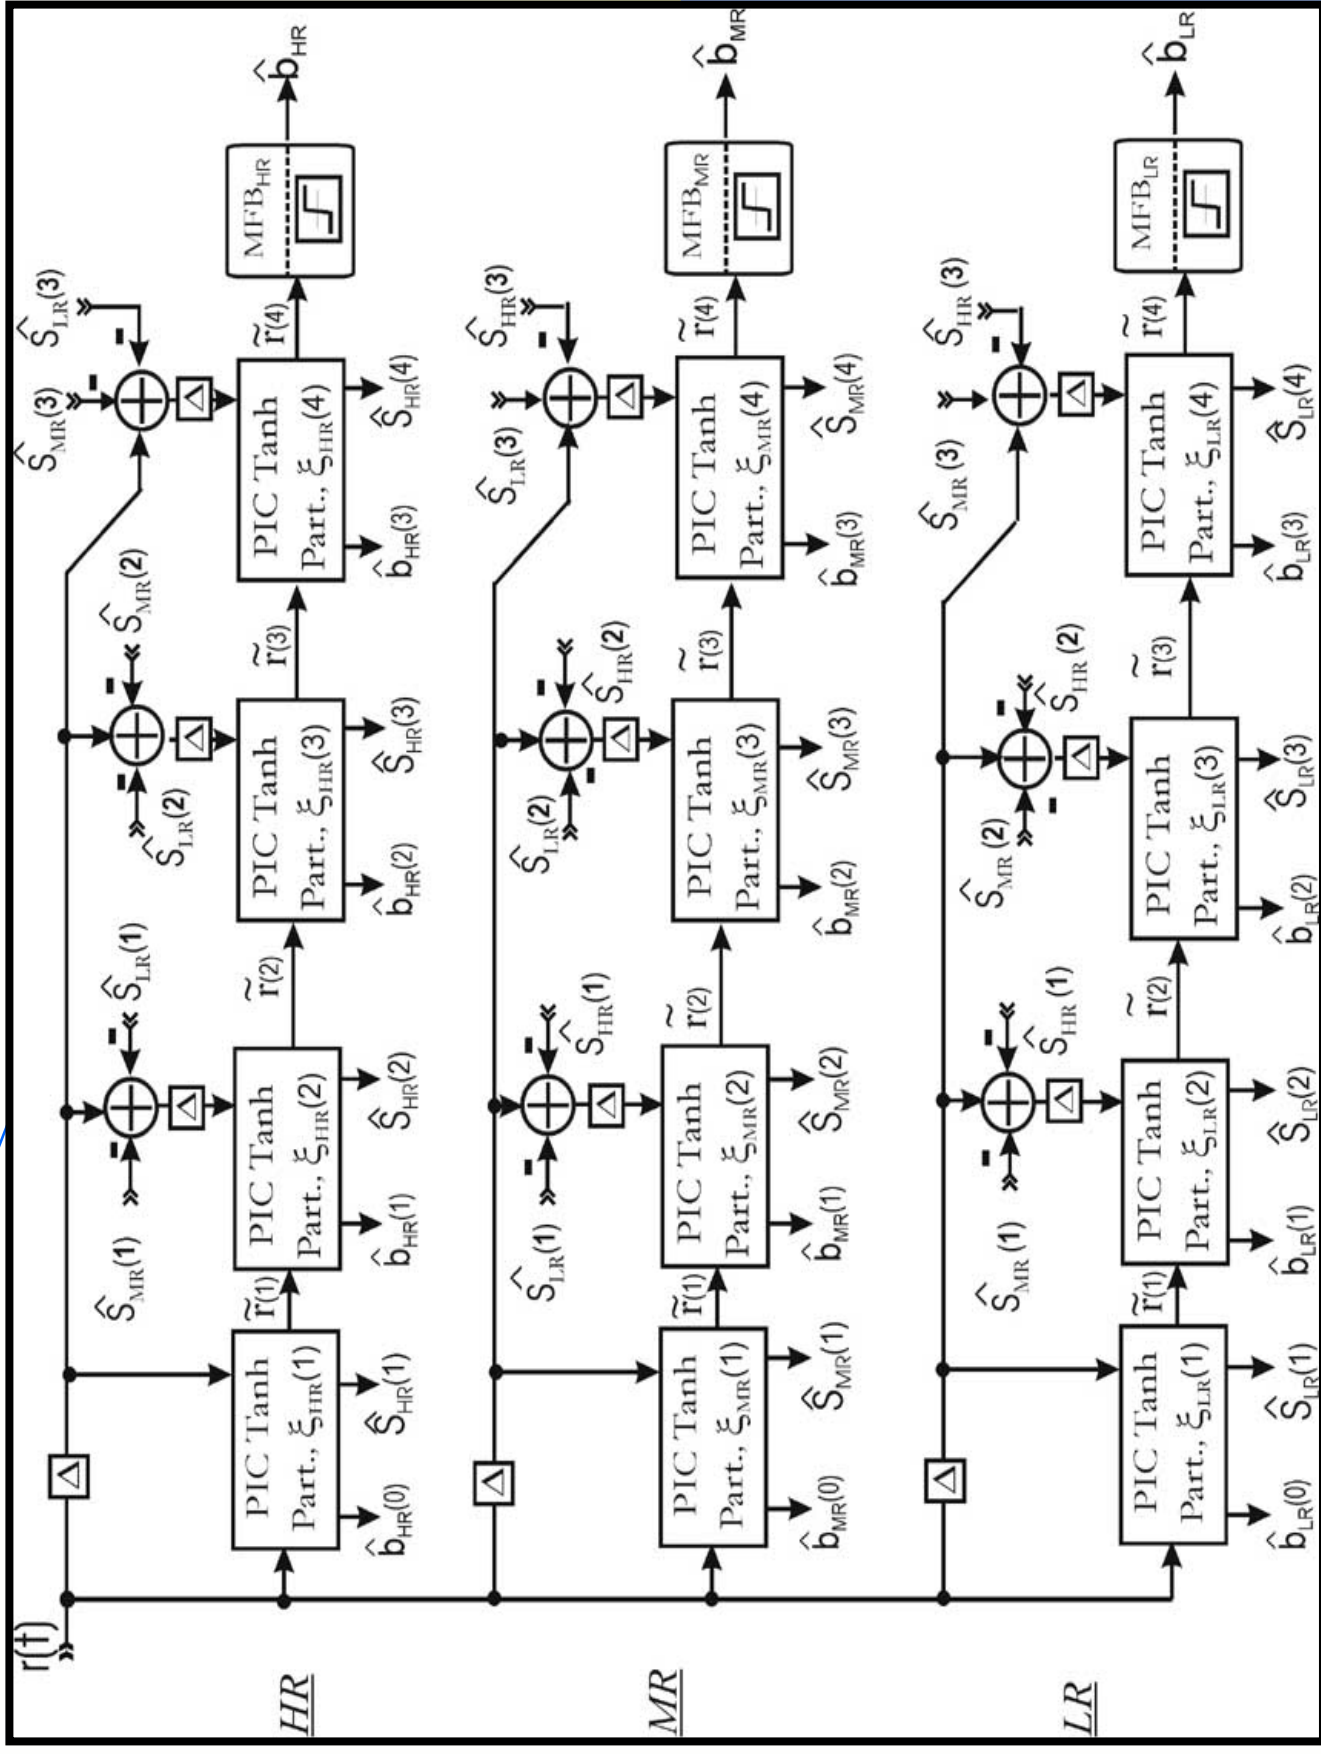 r(t)
HR
Δ
PIC Tanh
Part., ξHR(1)
b̂HR(0)
ŜHR(1)
r̃(1)
ŜMR(1)
ŜLR(1)
Δ
PIC Tanh
Part., ξHR(2)
b̂HR(1)
ŜHR(2)
r̃(2)
ŜLR(2)
ŜMR(2)
Δ
PIC Tanh
Part., ξHR(3)
b̂HR(2)
ŜHR(3)
r̃(3)
ŜMR(3)
ŜLR(3)
Δ
PIC Tanh
Part., ξHR(4)
b̂HR(3)
ŜHR(4)
r̃(4)
MFBHR
b̂HR
MR
Δ
PIC Tanh
Part., ξMR(1)
b̂MR(0)
ŜMR(1)
r̃(1)
ŜLR(1)
ŜHR(1)
Δ
PIC Tanh
Part., ξMR(2)
b̂MR(1)
ŜMR(2)
r̃(2)
ŜLR(2)
ŜHR(2)
Δ
PIC Tanh
Part., ξMR(3)
b̂MR(2)
ŜMR(3)
r̃(3)
ŜLR(3)
ŜHR(3)
Δ
PIC Tanh
Part., ξMR(4)
b̂MR(3)
ŜMR(4)
r̃(4)
MFBMR
b̂MR
LR
Δ
PIC Tanh
Part., ξLR(1)
b̂LR(0)
ŜLR(1)
r̃(1)
ŜMR(1)
ŜHR(1)
Δ
PIC Tanh
Part., ξLR(2)
b̂LR(1)
ŜLR(2)
r̃(2)
ŜMR(2)
ŜHR(2)
Δ
PIC Tanh
Part., ξLR(3)
b̂LR(2)
ŜLR(3)
r̃(3)
ŜMR(3)
ŜHR(3)
Δ
PIC Tanh
Part., ξLR(4)
b̂LR(3)
ŜLR(4)
r̃(4)
MFBLR
b̂LR